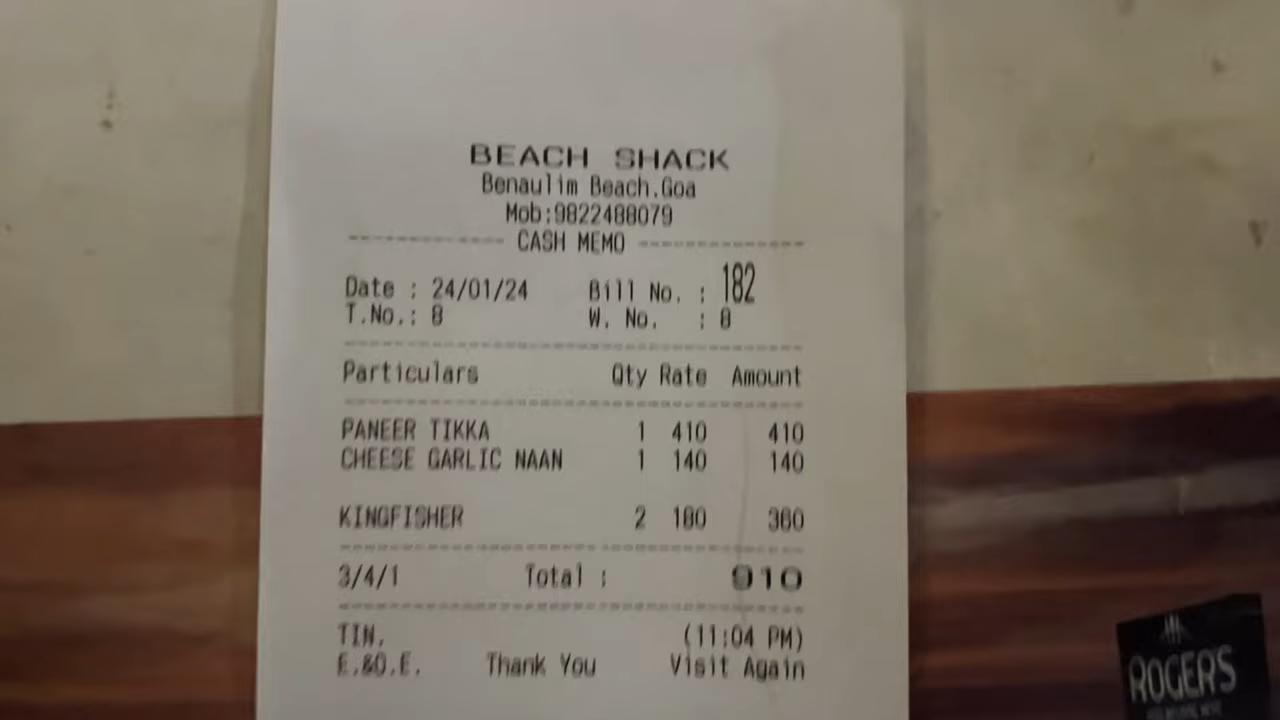 BEACH SHACK
Benaulim Beach.Goa
Mob:9822488079
------------- CASH MEMO --------------
Date : 24/01/24 Bill No. : 182
T.No.: 8 W. No. : 8
Particulars Qty Rate Amount
PANEER TIKKA 1 410 410
CHEESE GARLIC NAAN 1 140 140
KINGFISHER 2 180 360
3/4/1 Total : 910
TIN. (11:04 PM)
E.&O.E. Thank You Visit Again
ROGER'S